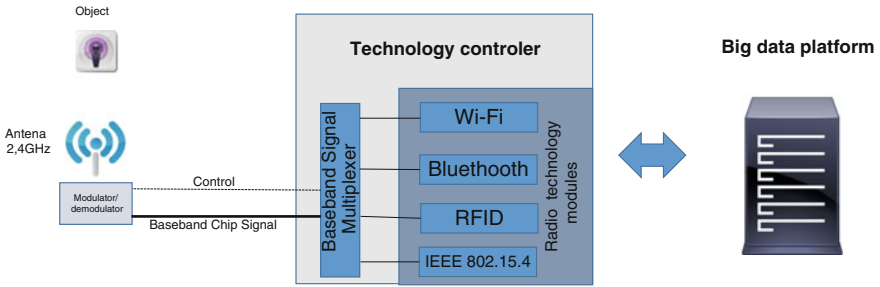 Object
Technology controler
Big data platform
Antena
2,4GHz
Modulator/
demodulator
Control
Baseband Chip Signal
Baseband Signal
Multiplexer
Wi-Fi
Bluethooth
RFID
IEEE 802.15.4
Radio technology
modules